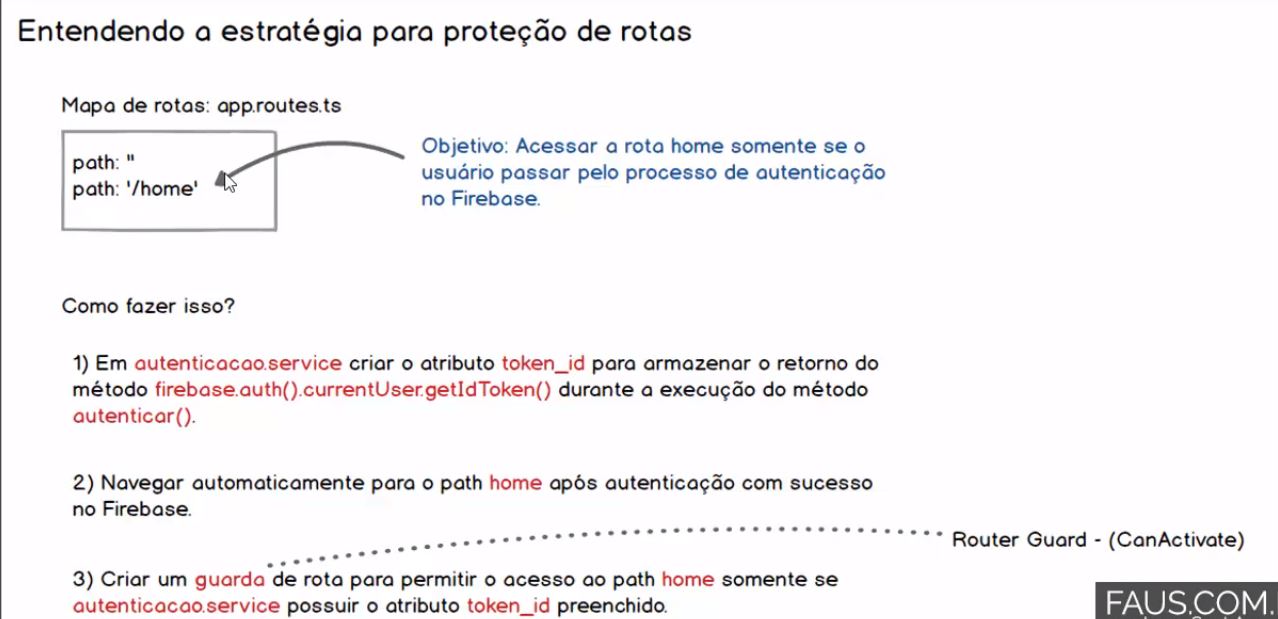 Entendendo a estratégia para proteção de rotas
Mapa de rotas: app.routes.ts
path: ''
path: '/home'
Objetivo: Acessar a rota home somente se o
usuário passar pelo processo de autenticação
no Firebase.
Como fazer isso?
1) Em autenticacao.service criar o atributo token_id para armazenar o retorno do
método firebase.auth().currentUser.getIdToken() durante a execução do método
autenticar().
2) Navegar automaticamente para o path home após autenticação com sucesso
no Firebase.
Router Guard - (CanActivate)
3) Criar um guarda de rota para permitir o acesso ao path home somente se
autenticacao.service possuir o atributo token_id preenchido.
FAUS.COM.